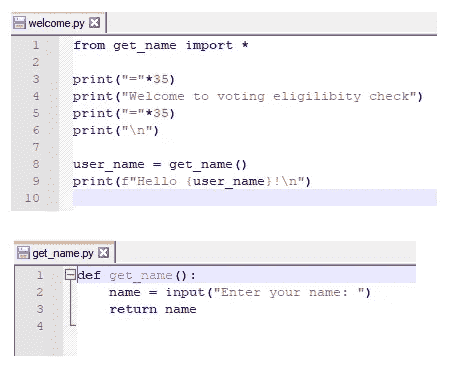 welcome.py
1 from get_name import *
2
3 print("="*35)
4 print("Welcome to voting eligilibity check")
5 print("="*35)
6 print("\n")
7
8 user_name = get_name()
9 print(f"Hello {user_name}!\n")
10
get_name.py
1 def get_name():
2     name = input("Enter your name: ")
3     return name
4